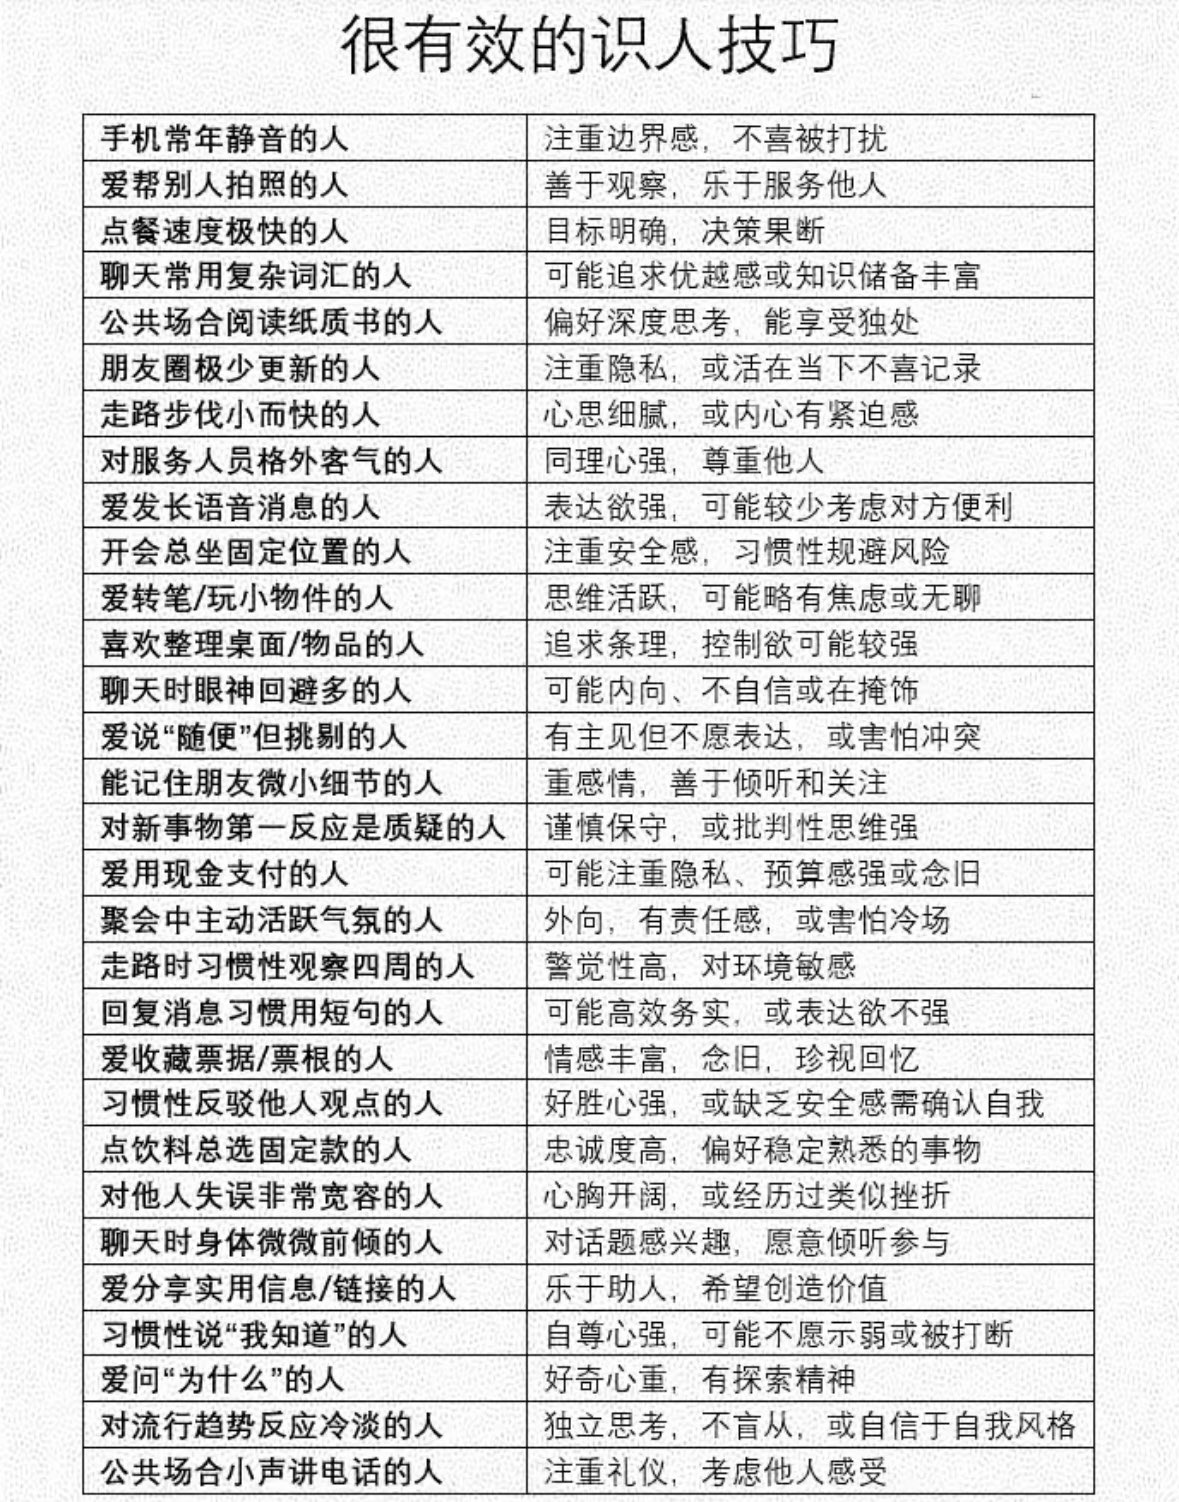 很有效的识人技巧
手机常年静音的人 注重边界感，不喜被打扰
爱帮别人拍照的人 善于观察，乐于服务他人
点餐速度极快的人 目标明确，决策果断
聊天常用复杂词汇的人 可能追求优越感或知识储备丰富
公共场合阅读纸质书的人 偏好深度思考，能享受独处
朋友圈极少更新的人 注重隐私，或活在当下不喜记录
走路步伐小而快的人 心思细腻，或内心有紧迫感
对服务人员格外客气的人 同理心强，尊重他人
爱发长语音消息的人 表达欲强，可能较少考虑对方便利
开会总坐固定位置的人 注重安全感，习惯性规避风险
爱转笔/玩小物件的人 思维活跃，可能略有焦虑或无聊
喜欢整理桌面/物品的人 追求条理，控制欲可能较强
聊天时眼神回避多的人 可能内向、不自信或在掩饰
爱说“随便”但挑剔的人 有主见但不愿表达，或害怕冲突
能记住朋友微小细节的人 重感情，善于倾听和关注
对新事物第一反应是质疑的人 谨慎保守，或批判性思维强
爱用现金支付的人 可能注重隐私、预算感强或念旧
聚会中主动活跃气氛的人 外向，有责任感，或害怕冷场
走路时习惯性观察四周的人 警觉性高，对环境敏感
回复消息习惯用短句的人 可能高效务实，或表达欲不强
爱收藏票据/票根的人 情感丰富，念旧，珍视回忆
习惯性反驳他人观点的人 好胜心强，或缺乏安全感需确认自我
点饮料总选固定款的人 忠诚度高，偏好稳定熟悉的事物
对他人失误非常宽容的人 心胸开阔，或经历过类似挫折
聊天时身体微微前倾的人 对话题感兴趣，愿意倾听参与
爱分享实用信息/链接的人 乐于助人，希望创造价值
习惯性说“我知道”的人 自尊心强，可能不愿示弱或被打断
爱问“为什么”的人 好奇心重，有探索精神
对流行趋势反应冷淡的人 独立思考，不盲从，或自信于自我风格
公共场合小声讲电话的人 注重礼仪，考虑他人感受